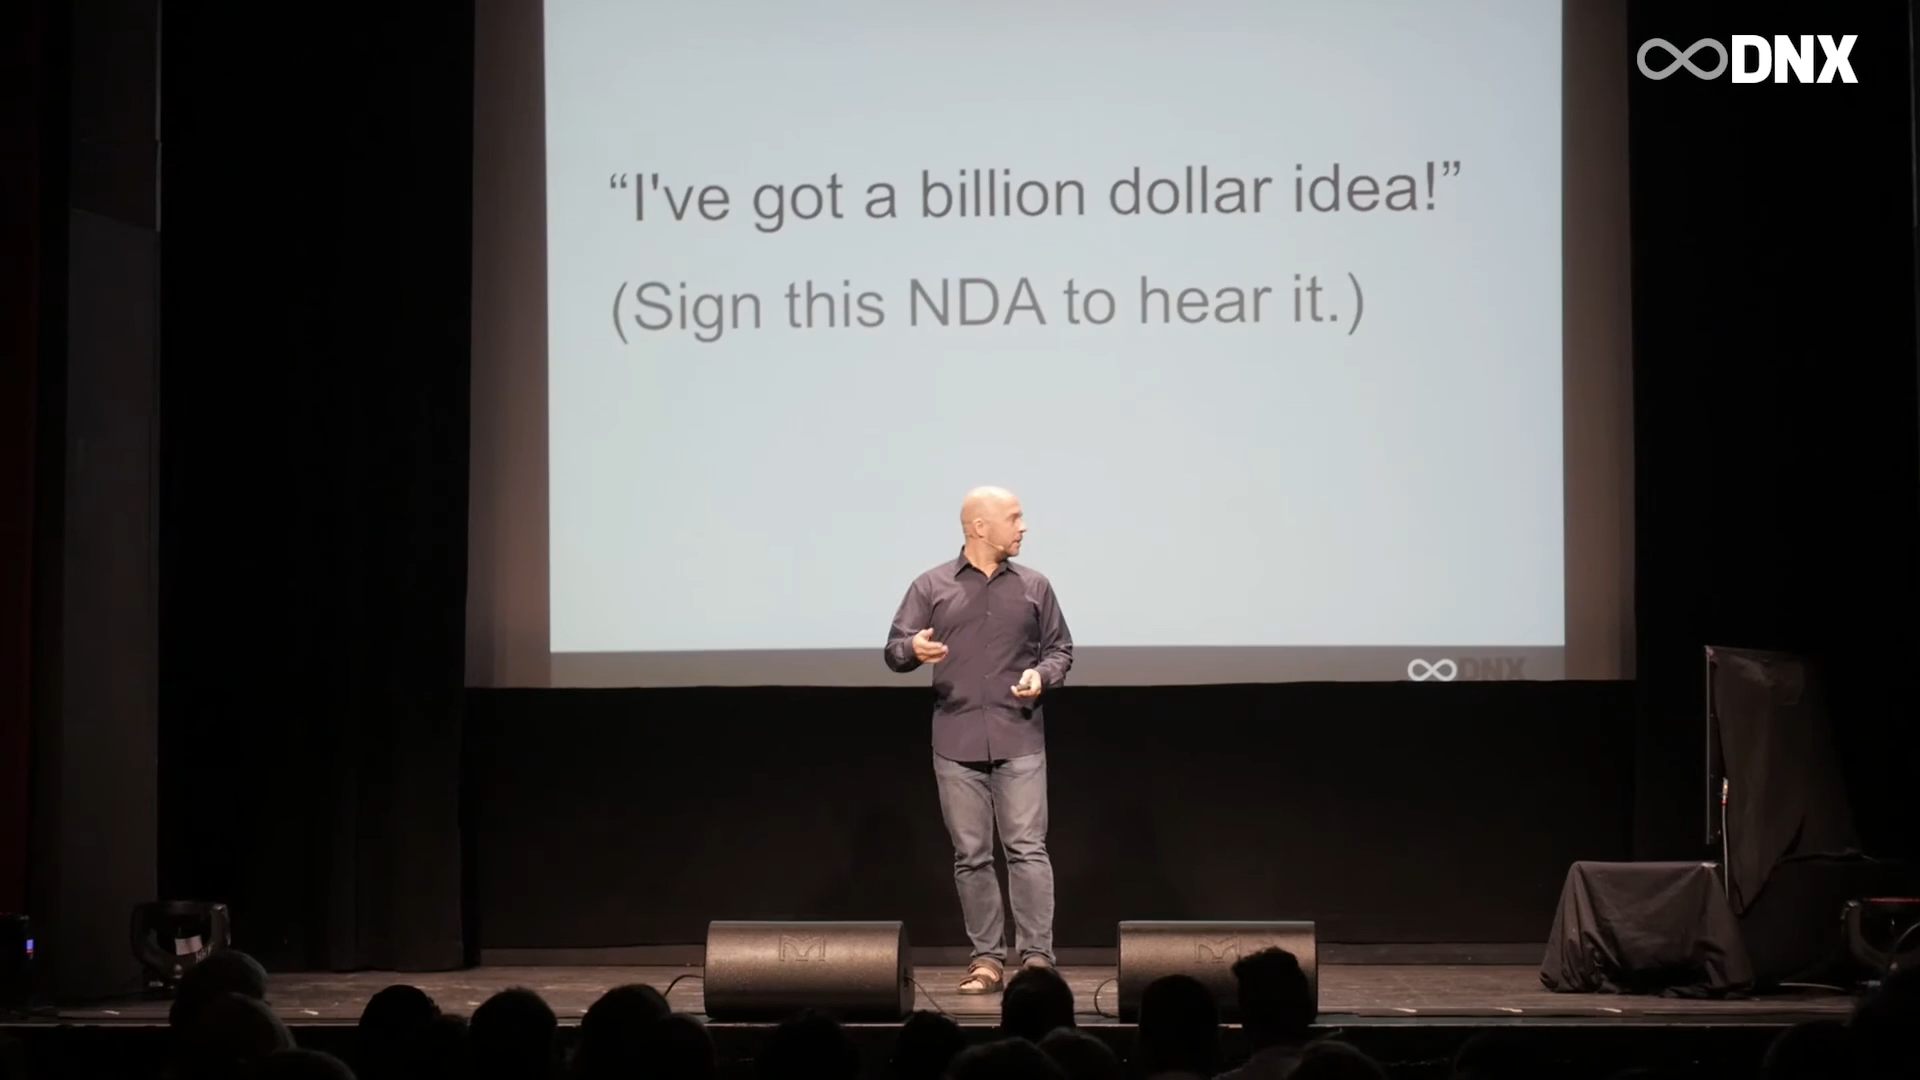 DNX
“I've got a billion dollar idea!”
(Sign this NDA to hear it.)
DNX